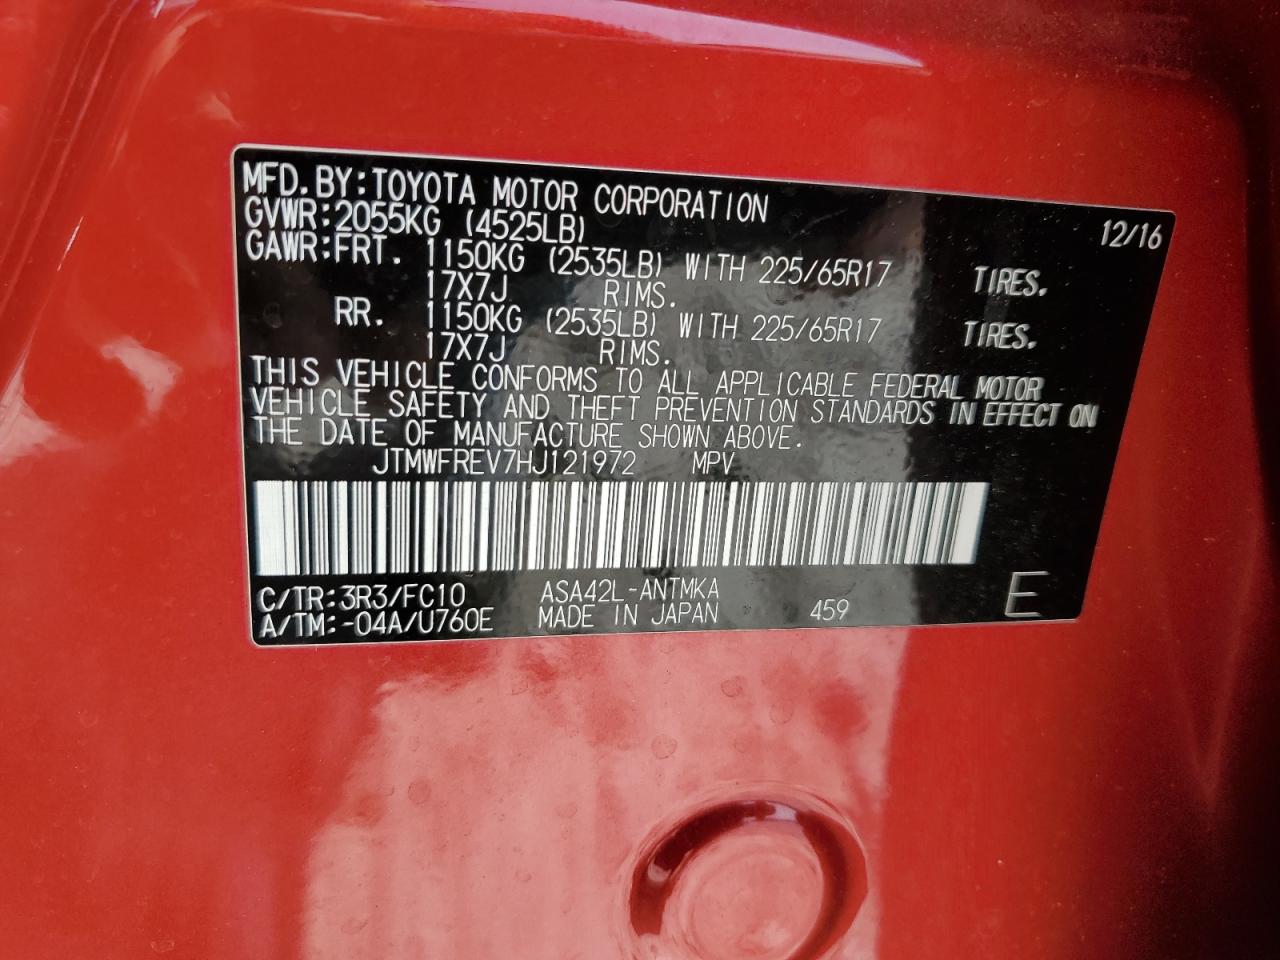 MFD. BY: TOYOTA MOTOR CORPORATION 12/16
GVWR: 2055KG (4525LB)
GAWR: FRT. 1150KG (2535LB) WITH 225/65R17 TIRES.
17X7J RIMS.
RR. 1150KG (2535LB) WITH 225/65R17 TIRES.
17X7J RIMS.
THIS VEHICLE CONFORMS TO ALL APPLICABLE FEDERAL MOTOR
VEHICLE SAFETY AND THEFT PREVENTION STANDARDS IN EFFECT ON
THE DATE OF MANUFACTURE SHOWN ABOVE.
JTMWFREV7HJ121972 MPV
C/TR: 3R3/FC10 ASA42L-ANTMKA
A/TM: -04A/U760E MADE IN JAPAN 459 E